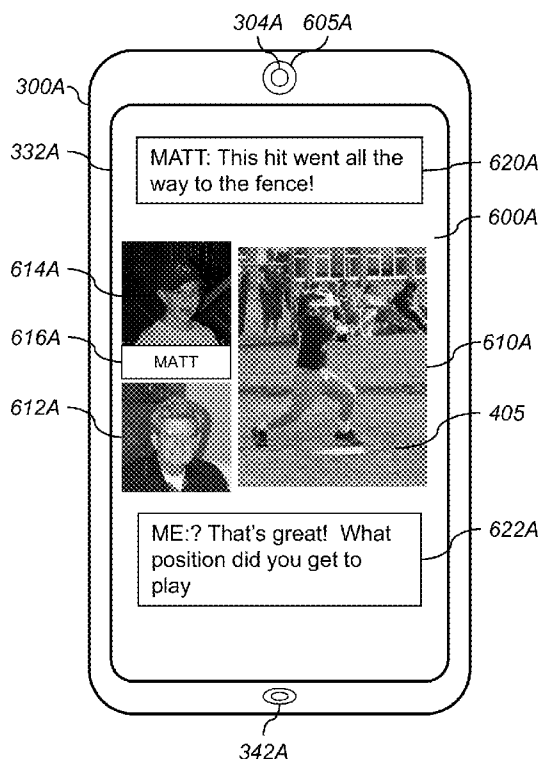 304A 605A
300A
332A
MATT: This hit went all the
way to the fence!
620A
600A
614A
616A
MATT
610A
612A
405
ME:? That's great! What
position did you get to
play
622A
342A